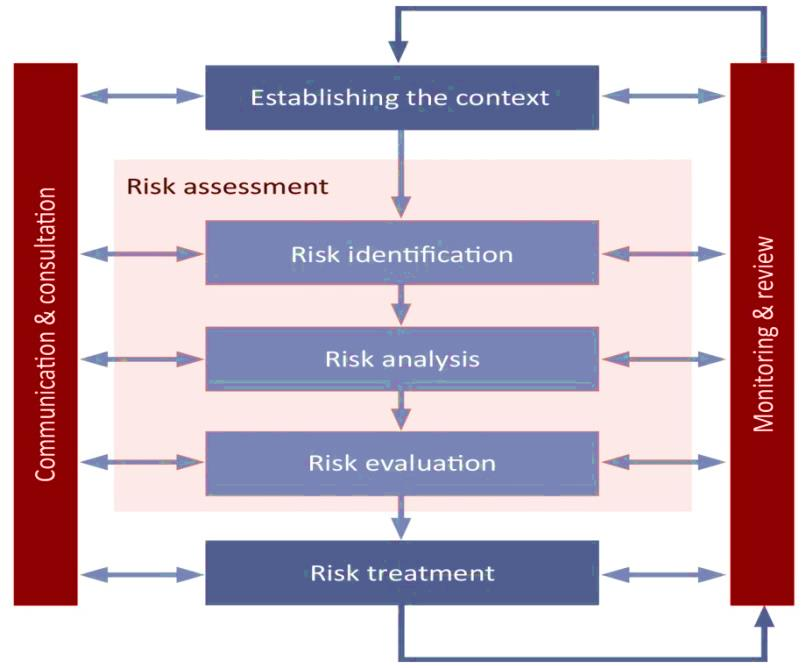 Establishing the context
Risk assessment
Risk identification
Risk analysis
Risk evaluation
Risk treatment
Communication & consultation
Monitoring & review